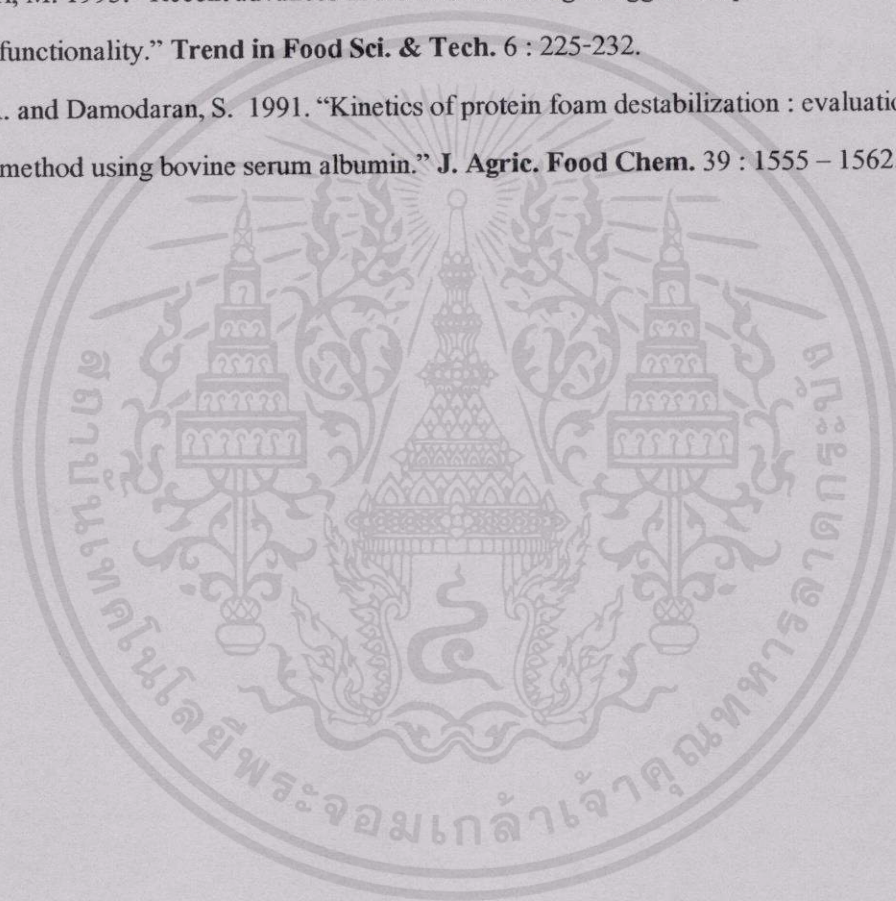 functionality.” Trend in Food Sci. & Tech. 6 : 225-232.
. and Damodaran, S. 1991. “Kinetics of protein foam destabilization : evaluatio
method using bovine serum albumin.” J. Agric. Food Chem. 39 : 1555 – 1562.
สถาบันเทคโนโลยีพระจอมเกล้าเจ้าคุณทหารลาดกระบัง